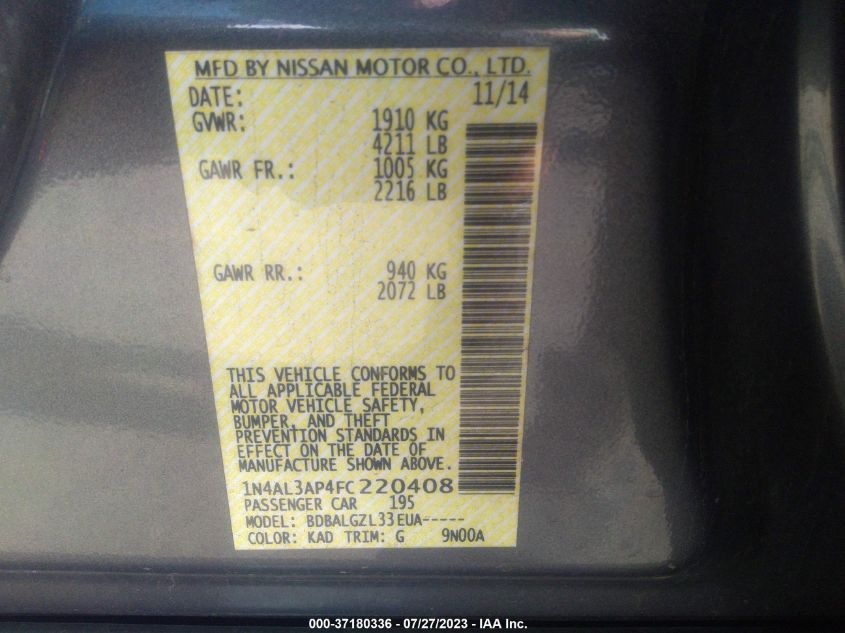 MFD BY NISSAN MOTOR CO., LTD.
DATE: 11/14
GVWR: 1910 KG
4211 LB
GAWR FR.: 1005 KG
2216 LB
GAWR RR.: 940 KG
2072 LB
THIS VEHICLE CONFORMS TO
ALL APPLICABLE FEDERAL
MOTOR VEHICLE SAFETY,
BUMPER, AND THEFT
PREVENTION STANDARDS IN
EFFECT ON THE DATE OF
MANUFACTURE SHOWN ABOVE.
1N4AL3AP4FC220408
PASSENGER CAR 195
MODEL: BDBALGZL33EUA-----
COLOR: KAD TRIM: G 9N00A
000-37180336 - 07/27/2023 - IAA Inc.